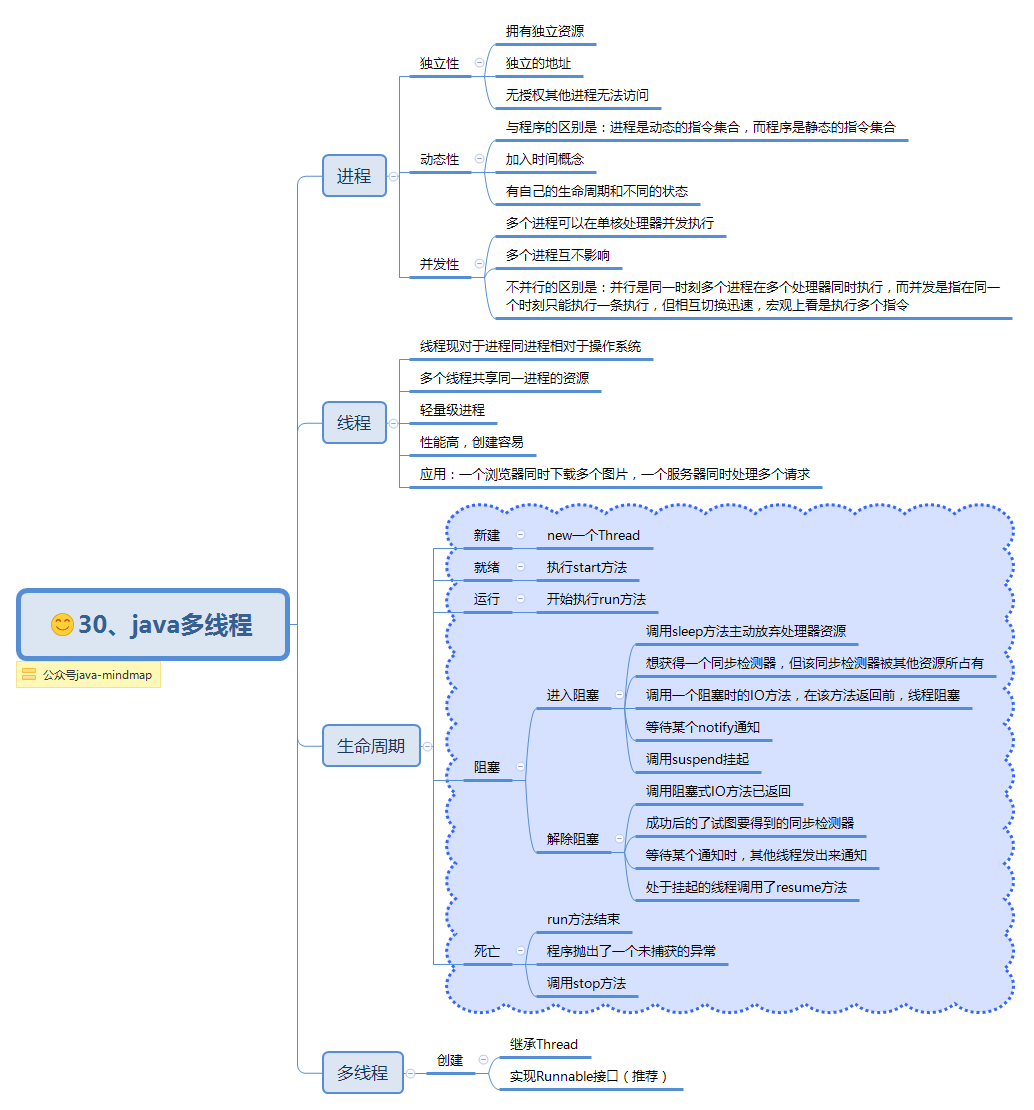 拥有独立资源
独立性
独立的地址
无授权其他进程无法访问
与程序的区别是：进程是动态的指令集合，而程序是静态的指令集合
动态性
加入时间概念
进程
有自己的生命周期和不同的状态
多个进程可以在单核处理器并发执行
并发性
多个进程互不影响
不并行的区别是：并行是同一时刻多个进程在多个处理器同时执行，而并发是指在同一
个时刻只能执行一条执行，但相互切换迅速，宏观上看是执行多个指令
线程现对于进程同进程相对于操作系统
多个线程共享同一进程的资源
线程
轻量级进程
性能高，创建容易
应用：一个浏览器同时下载多个图片，一个服务器同时处理多个请求
30、java多线程
公众号java-mindmap
生命周期
新建
new一个Thread
就绪
执行start方法
运行
开始执行run方法
阻塞
进入阻塞
调用sleep方法主动放弃处理器资源
想获得一个同步检测器，但该同步检测器被其他资源所占有
调用一个阻塞时的IO方法，在该方法返回前，线程阻塞
等待某个notify通知
调用suspend挂起
解除阻塞
调用阻塞式IO方法已返回
成功后的了试图要得到的同步检测器
等待某个通知时，其他线程发出来通知
处于挂起的线程调用了resume方法
死亡
run方法结束
程序抛出了一个未捕获的异常
调用stop方法
多线程
创建
继承Thread
实现Runnable接口（推荐）